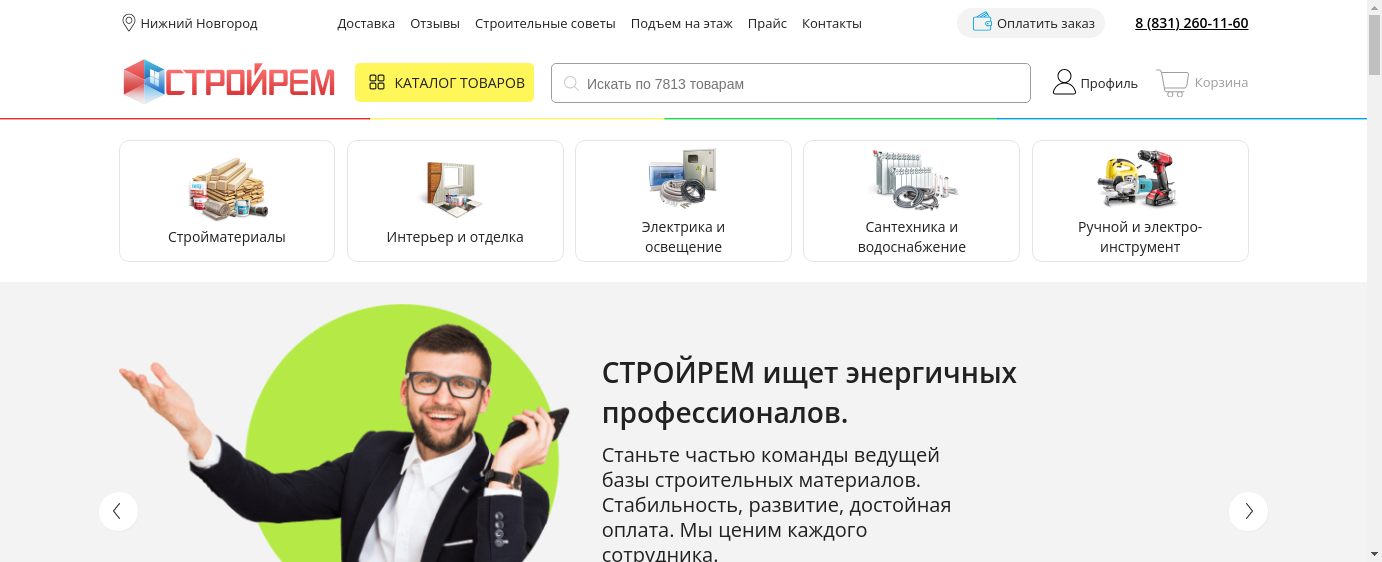 Нижний Новгород
Доставка Отзывы Строительные советы Подъем на этаж Прайс Контакты
Оплатить заказ
8 (831) 260-11-60
СТРОЙРЕМ
КАТАЛОГ ТОВАРОВ
Искать по 7813 товарам
Профиль
Корзина
Стройматериалы
Интерьер и отделка
Электрика и
освещение
Сантехника и
водоснабжение
Ручной и электро-
инструмент
СТРОЙРЕМ ищет энергичных
профессионалов.
Станьте частью команды ведущей
базы строительных материалов.
Стабильность, развитие, достойная
оплата. Мы ценим каждого
сотрудника.